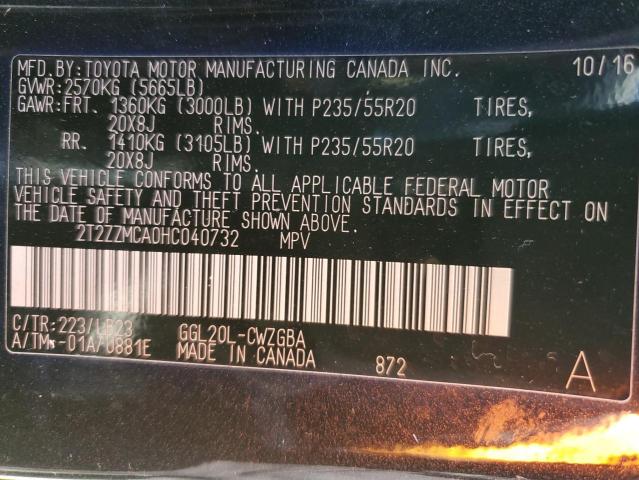 MFD.BY:TOYOTA MOTOR MANUFACTURING CANADA INC. 10/16
GVWR:2570KG (5665LB)
GAWR:FRT. 1360KG (3000LB) WITH P235/55R20 TIRES,
20X8J RIMS.
RR. 1410KG (3105LB) WITH P235/55R20 TIRES,
20X8J RIMS.
THIS VEHICLE CONFORMS TO ALL APPLICABLE FEDERAL MOTOR
VEHICLE SAFETY AND THEFT PREVENTION STANDARDS IN EFFECT ON
THE DATE OF MANUFACTURE SHOWN ABOVE.
2T2ZZMCA0HC040732 MPV
C/TR:223/LB23 GGL20L-CWZGBA
A/TM:-01A/U881E MADE IN CANADA 872 A